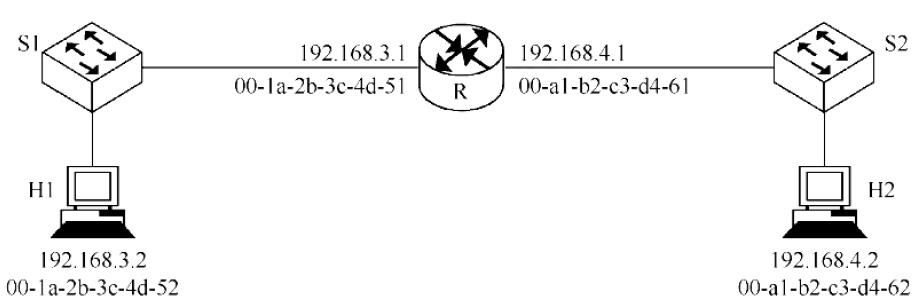 S1
192.168.3.1
192.168.4.1
S2
00-1a-2b-3c-4d-51
R
00-a1-b2-c3-d4-61
H1
H2
192.168.3.2
192.168.4.2
00-1a-2b-3c-4d-52
00-a1-b2-c3-d4-62